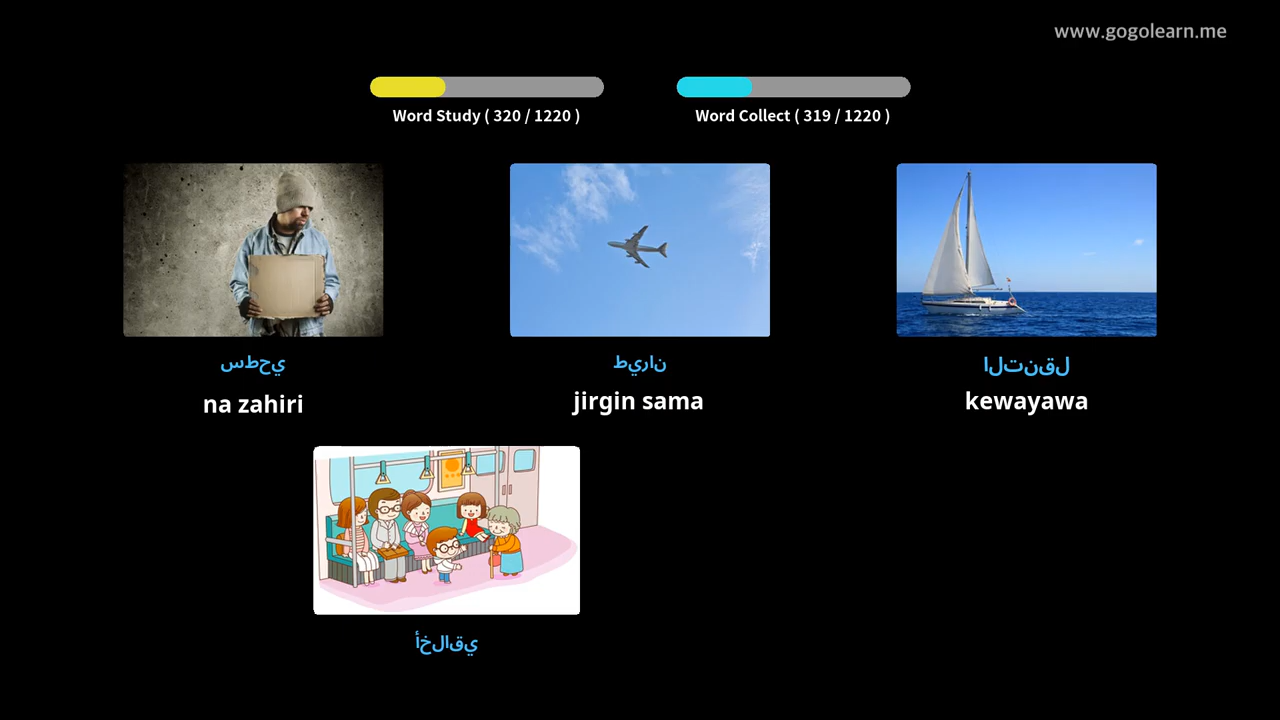 www.gogolearn.me
Word Study ( 320 / 1220 )
Word Collect ( 319 / 1220 )
سطحي
na zahiri
طيران
jirgin sama
التنقل
kewayawa
أخلاقي